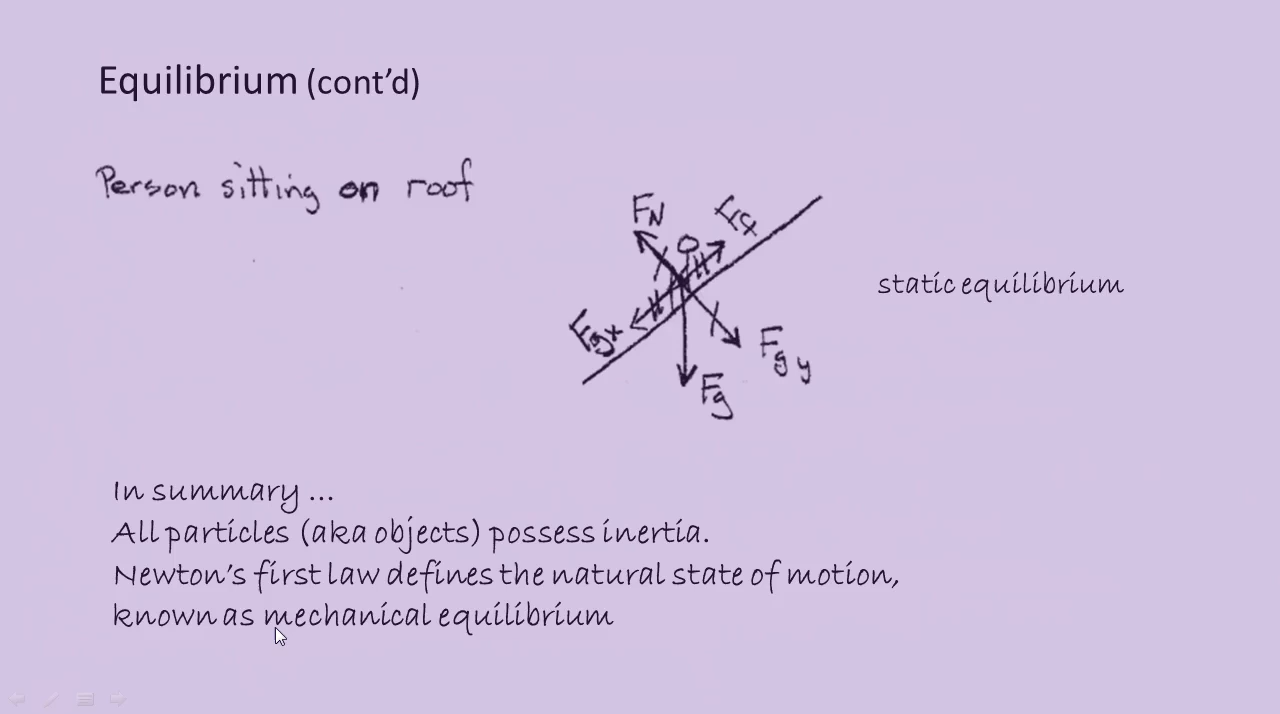 Equilibrium (cont'd)
Person sitting on roof
FN
Ff
static equilibrium
Fgx
Fgy
Fg
In summary ...
All particles (aka objects) possess inertia.
Newton's first law defines the natural state of motion,
known as mechanical equilibrium